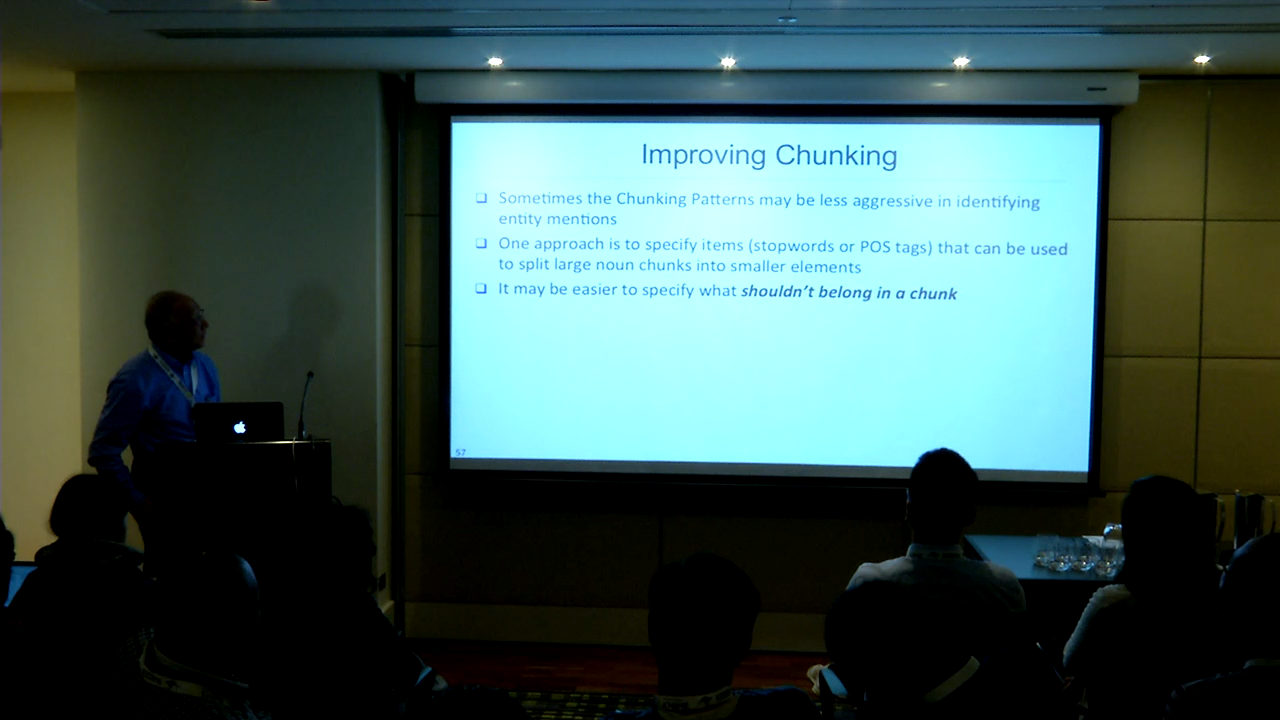 Improving Chunking
❑ Sometimes the Chunking Patterns may be less aggressive in identifying
entity mentions
❑ One approach is to specify items (stopwords or POS tags) that can be used
to split large noun chunks into smaller elements
❑ It may be easier to specify what shouldn't belong in a chunk
57